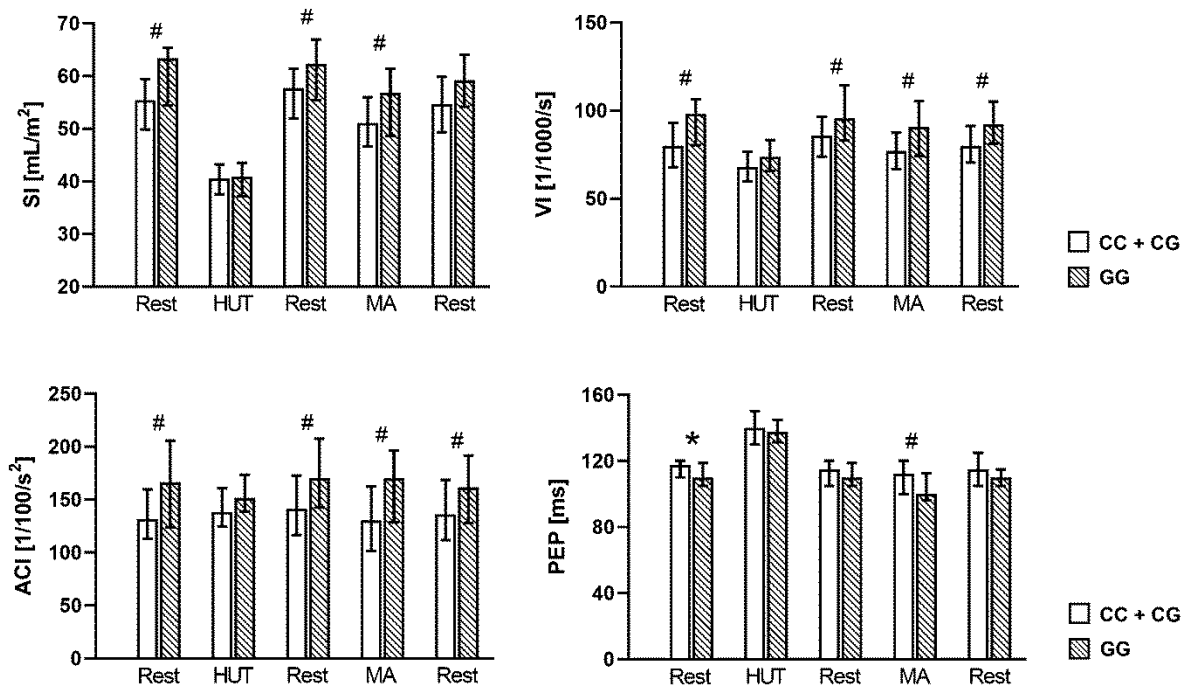 SI [mL/m²]
70
60
50
40
30
20
# # #
Rest HUT Rest MA Rest
VI [1/1000/s]
150
100
50
0
# # # #
Rest HUT Rest MA Rest
CC + CG
GG
ACI [1/100/s²]
250
200
150
100
50
0
# # # #
Rest HUT Rest MA Rest
PEP [ms]
160
120
80
40
0
* #
Rest HUT Rest MA Rest
CC + CG
GG